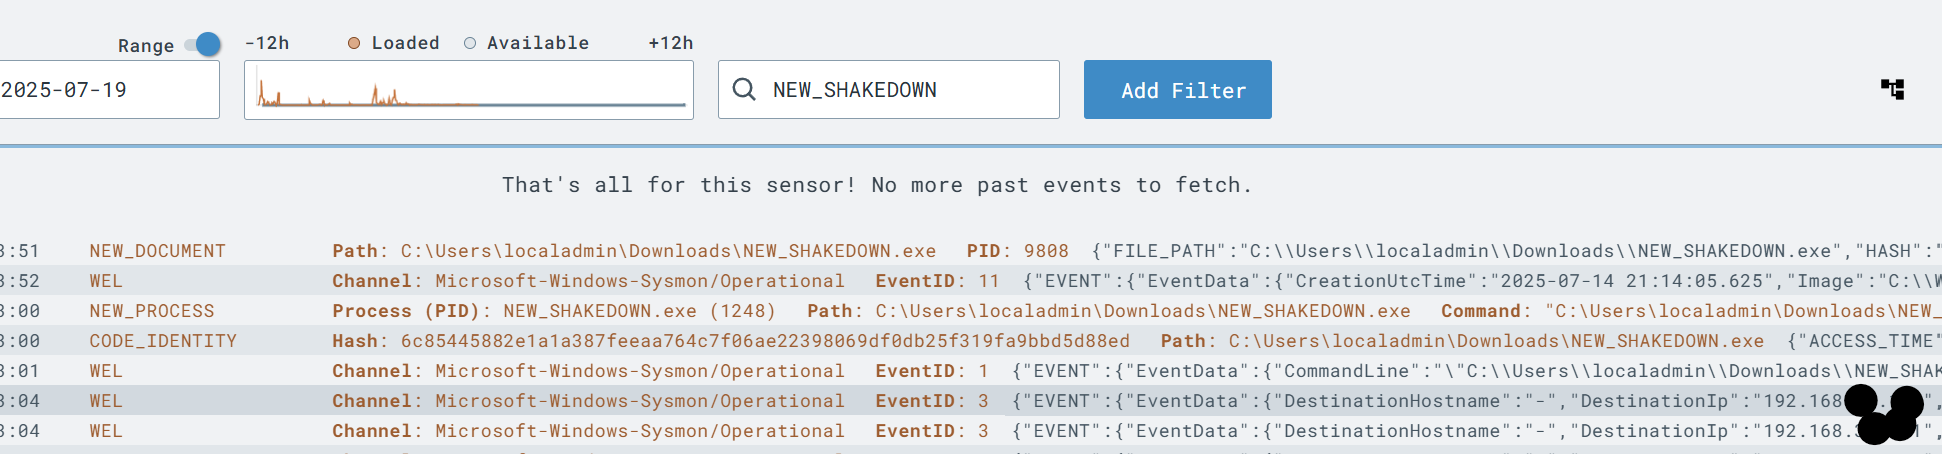 Range -12h Loaded Available +12h
2025-07-19 NEW_SHAKEDOWN Add Filter
That's all for this sensor! No more past events to fetch.
3:51 NEW_DOCUMENT Path: C:\Users\localadmin\Downloads\NEW_SHAKEDOWN.exe PID: 9808 {"FILE_PATH":"C:\\Users\\localadmin\\Downloads\\NEW_SHAKEDOWN.exe","HASH":"
3:52 WEL Channel: Microsoft-Windows-Sysmon/Operational EventID: 11 {"EVENT":{"EventData":{"CreationUtcTime":"2025-07-14 21:14:05.625","Image":"C:\\W
3:00 NEW_PROCESS Process (PID): NEW_SHAKEDOWN.exe (1248) Path: C:\Users\localadmin\Downloads\NEW_SHAKEDOWN.exe Command: "C:\Users\localadmin\Downloads\NEW_
3:00 CODE_IDENTITY Hash: 6c85445882e1a1a387feeaa764c7f06ae22398069df0db25f319fa9bbd5d88ed Path: C:\Users\localadmin\Downloads\NEW_SHAKEDOWN.exe {"ACCESS_TIME"
3:01 WEL Channel: Microsoft-Windows-Sysmon/Operational EventID: 1 {"EVENT":{"EventData":{"CommandLine":"\"C:\\Users\\localadmin\\Downloads\\NEW_SHAK
3:04 WEL Channel: Microsoft-Windows-Sysmon/Operational EventID: 3 {"EVENT":{"EventData":{"DestinationHostname":"-","DestinationIp":"192.168
3:04 WEL Channel: Microsoft-Windows-Sysmon/Operational EventID: 3 {"EVENT":{"EventData":{"DestinationHostname":"-","DestinationIp":"192.168.